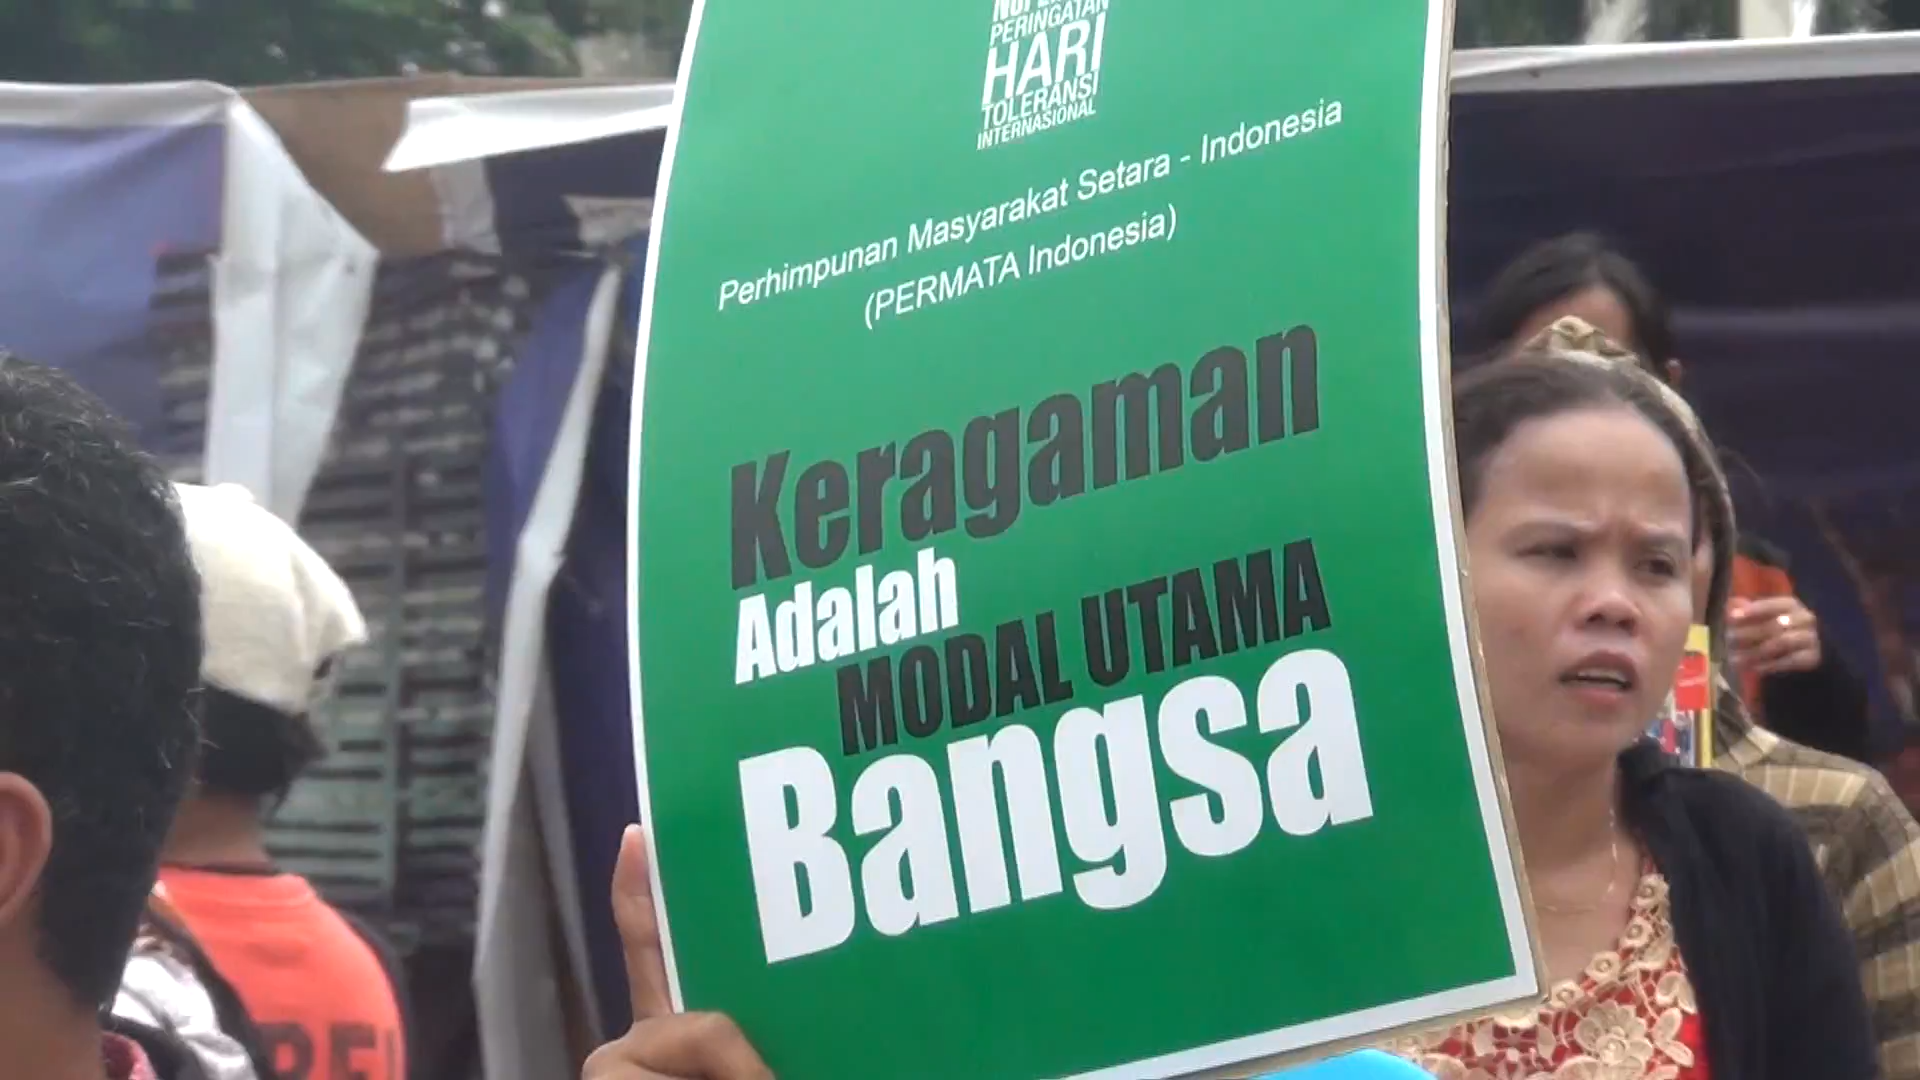 PERINGATAN
HARI
TOLERANSI
INTERNASIONAL
Perhimpunan Masyarakat Setara - Indonesia
(PERMATA Indonesia)
Keragaman
Adalah
MODAL UTAMA
Bangsa